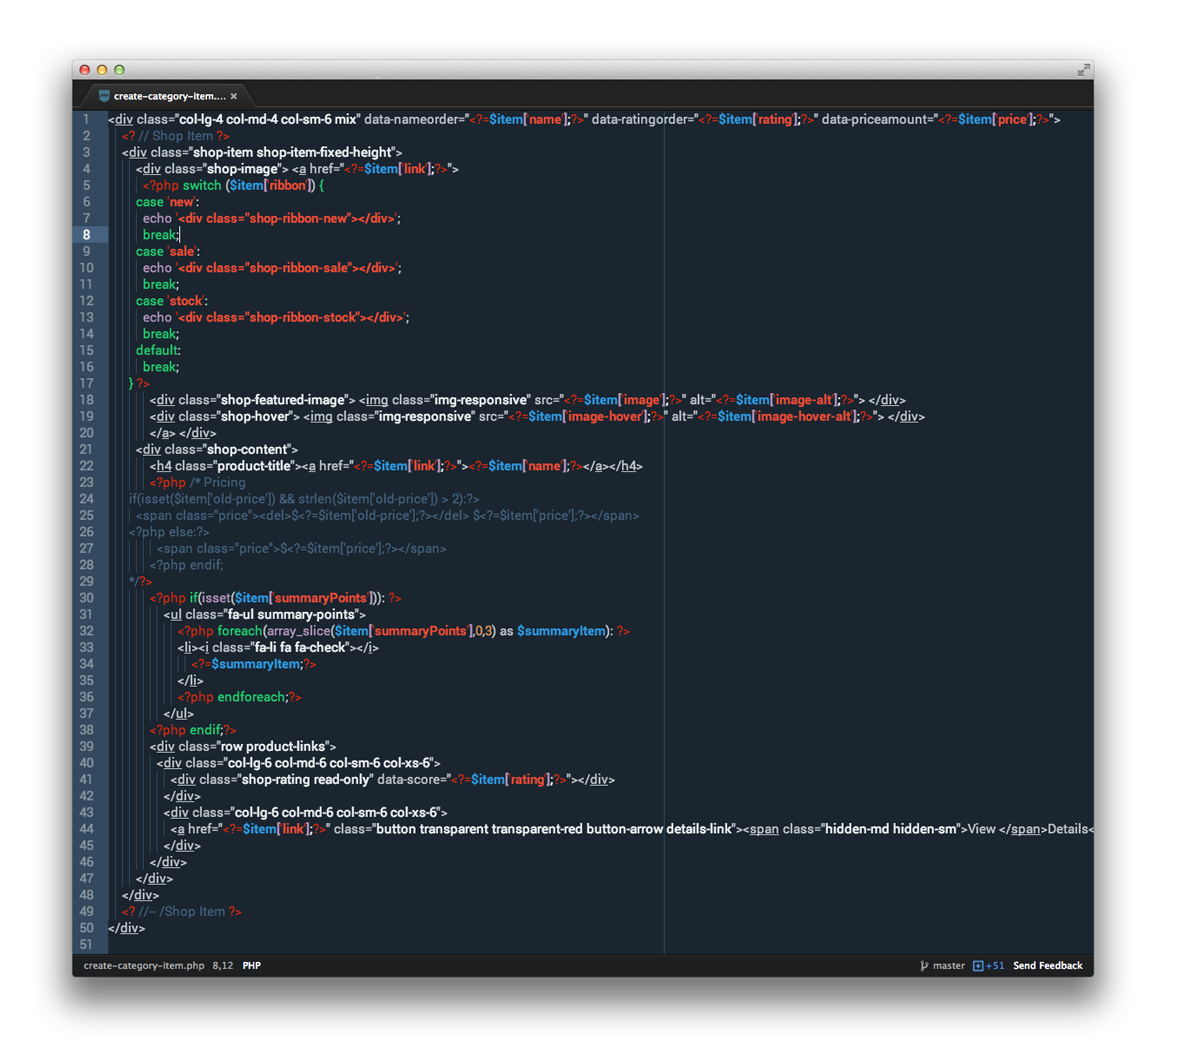 create-category-item.... ×
1 <div class="col-lg-4 col-md-4 col-sm-6 mix" data-nameorder="<?=$item['name'];?>" data-ratingorder="<?=$item['rating'];?>" data-priceamount="<?=$item['price'];?>">
2 <? // Shop Item ?>
3 <div class="shop-item shop-item-fixed-height">
4 <div class="shop-image"> <a href="<?=$item['link'];?>">
5 <?php switch ($item['ribbon']) {
6 case 'new':
7 echo '<div class="shop-ribbon-new"></div>';
8 break;
9 case 'sale':
10 echo '<div class="shop-ribbon-sale"></div>';
11 break;
12 case 'stock':
13 echo '<div class="shop-ribbon-stock"></div>';
14 break;
15 default:
16 break;
17 } ?>
18 <div class="shop-featured-image"> <img class="img-responsive" src="<?=$item['image'];?>" alt="<?=$item['image-alt'];?>"> </div>
19 <div class="shop-hover"> <img class="img-responsive" src="<?=$item['image-hover'];?>" alt="<?=$item['image-hover-alt'];?>"> </div>
20 </a> </div>
21 <div class="shop-content">
22 <h4 class="product-title"><a href="<?=$item['link'];?>"><?=$item['name'];?></a></h4>
23 <?php /* Pricing
24 if(isset($item['old-price']) && strlen($item['old-price']) > 2):?>
25 <span class="price"><del>$<?=$item['old-price'];?></del> $<?=$item['price'];?></span>
26 <?php else:?>
27 <span class="price">$<?=$item['price'];?></span>
28 <?php endif;
29 */?>
30 <?php if(isset($item['summaryPoints'])): ?>
31 <ul class="fa-ul summary-points">
32 <?php foreach(array_slice($item['summaryPoints'],0,3) as $summaryItem): ?>
33 <li><i class="fa-li fa fa-check"></i>
34 <?=$summaryItem;?>
35 </li>
36 <?php endforeach;?>
37 </ul>
38 <?php endif;?>
39 <div class="row product-links">
40 <div class="col-lg-6 col-md-6 col-sm-6 col-xs-6">
41 <div class="shop-rating read-only" data-score="<?=$item['rating'];?>"></div>
42 </div>
43 <div class="col-lg-6 col-md-6 col-sm-6 col-xs-6">
44 <a href="<?=$item['link'];?>" class="button transparent transparent-red button-arrow details-link"><span class="hidden-md hidden-sm">View </span>Details<
45 </div>
46 </div>
47 </div>
48 </div>
49 <? //– /Shop Item ?>
50 </div>
51
create-category-item.php 8,12 PHP master +51 Send Feedback